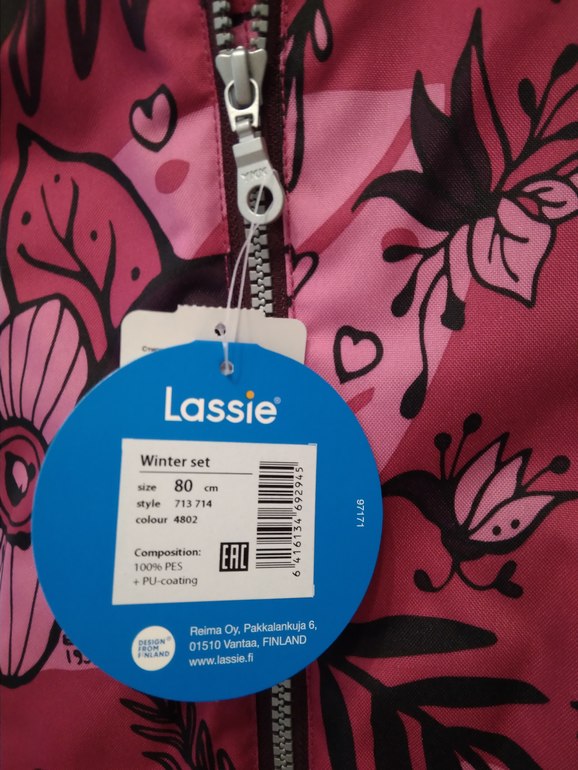 YKK
Lassie®
Winter set
size 80 cm
style 713 714
colour 4802
Composition:
100% PES
+ PU-coating
EAC
6 416134 692945
97171
DESIGN
FROM
FINLAND
Reima Oy, Pakkalankuja 6,
01510 Vantaa, FINLAND
www.lassie.fi